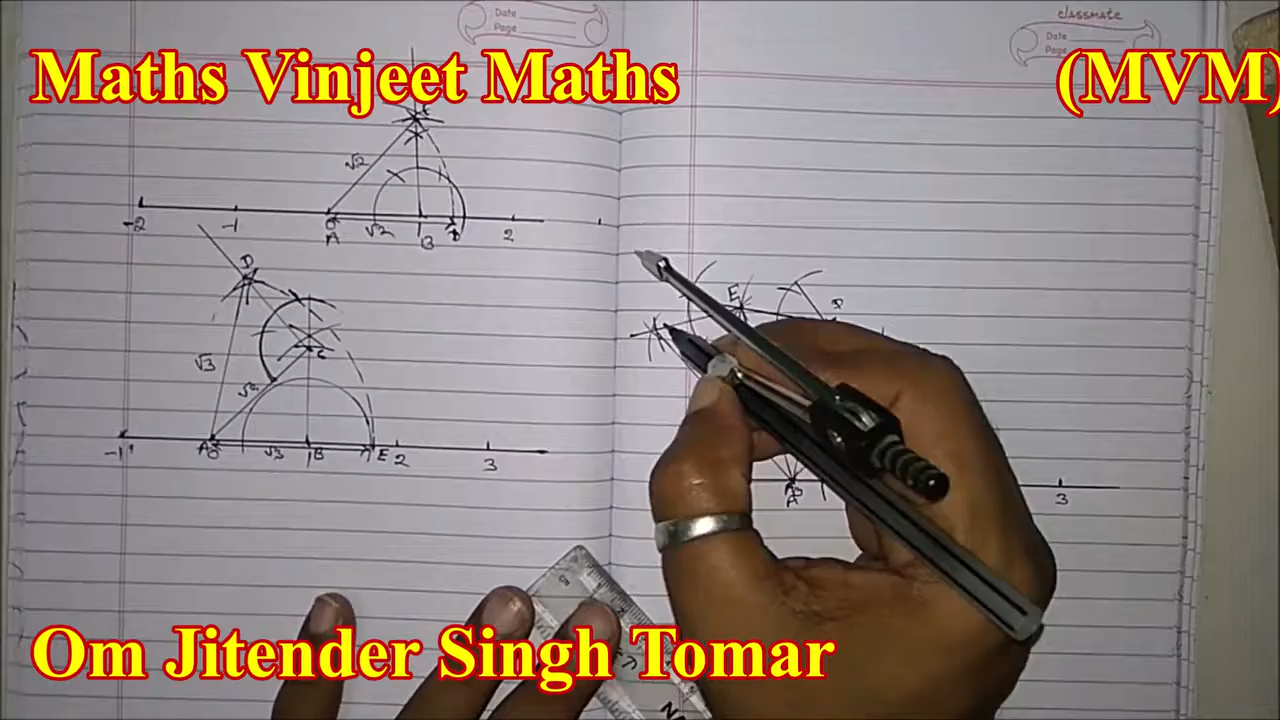 Date
Page
classmate
Date
Page
Maths Vinjeet Maths (MVM)
√2
-2 -1 0 √2 2
A B
D
√3
C
√2
-1 A √3 B E 2 3
E
A
3
Om Jitender Singh Tomar